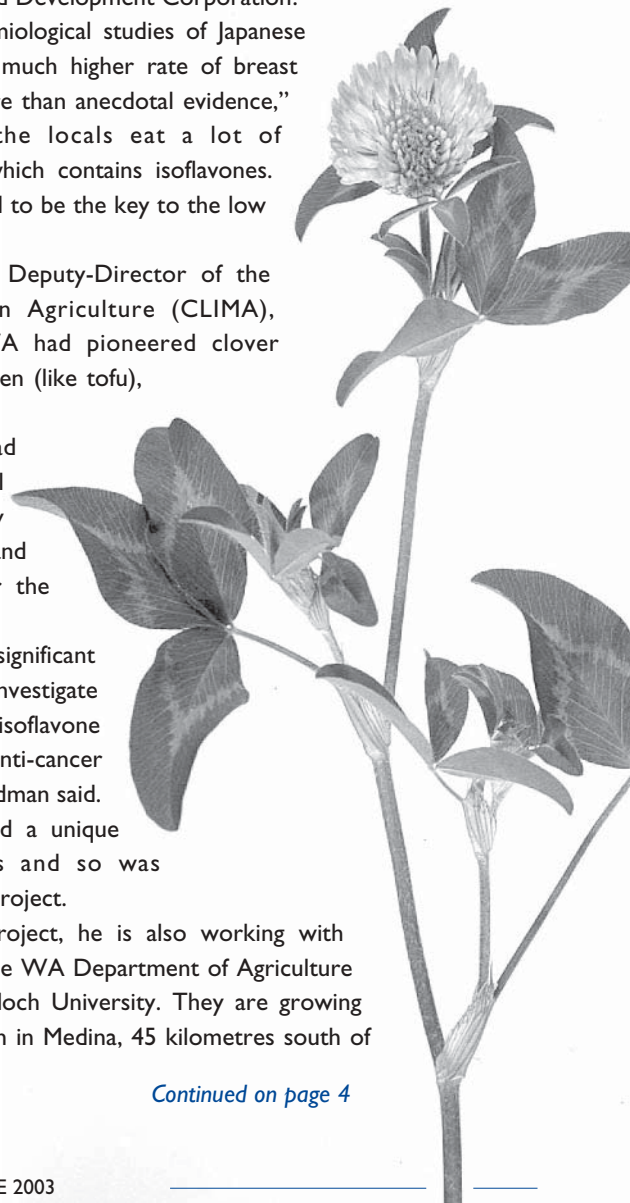 Development Corporation.
miological studies of Japanese
much higher rate of breast
re than anecdotal evidence,”
the locals eat a lot of
which contains isoflavones.
to be the key to the low
Deputy-Director of the
n Agriculture (CLIMA),
A had pioneered clover
en (like tofu),
ad
and
r the
significant
nvestigate
isoflavone
nti-cancer
dman said.
d a unique
s and so was
roject.
roject, he is also working with
e WA Department of Agriculture
loch University. They are growing
n in Medina, 45 kilometres south of
Continued on page 4
E 2003